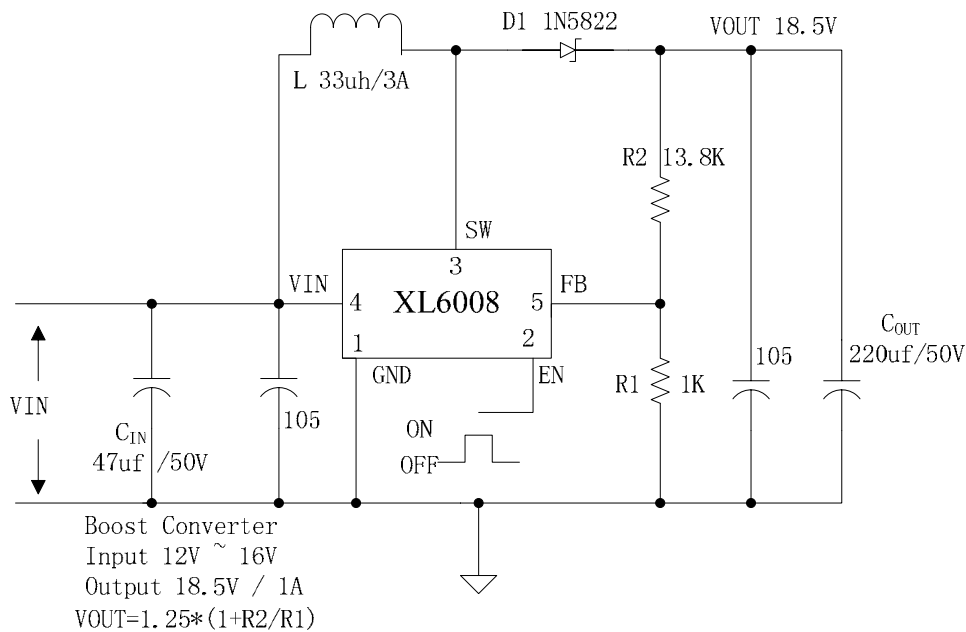 D1 1N5822
VOUT 18.5V
L 33uh/3A
R2 13.8K
SW
3
VIN
FB
4
XL6008
5
1
2
GND
EN
C_OUT
220uf/50V
105
R1
1K
VIN
105
ON
C_IN
47uf /50V
OFF
Boost Converter
Input 12V ~ 16V
Output 18.5V / 1A
VOUT=1.25*(1+R2/R1)